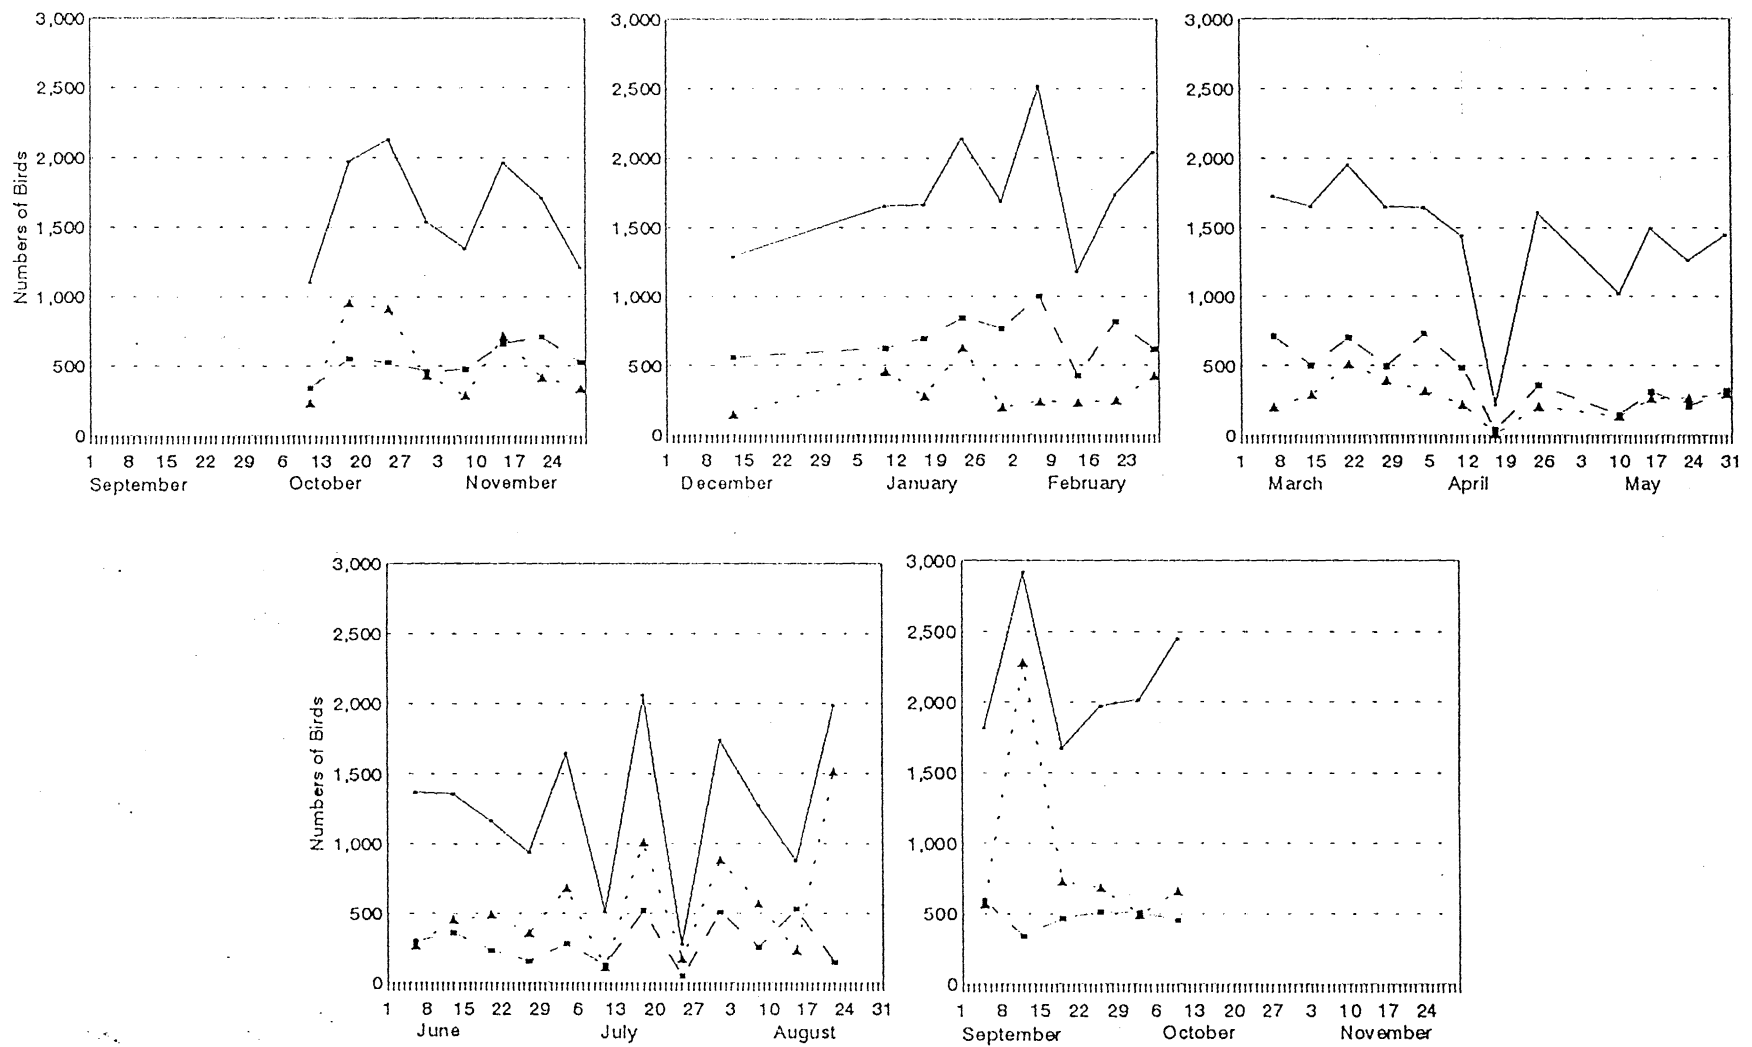 3,000 3,000 3,000
2,500 2,500 2,500
2,000 2,000 2,000
1,500 1,500 1,500
1,000 1,000 1,000
500 500 500
0 0 0
Numbers of Birds
1 8 15 22 29 6 13 20 27 3 10 17 24 1 8 15 22 29 5 12 19 26 2 9 16 23 1 8 15 22 29 5 12 19 26 3 10 17 24 31
September October November December January February March April May
3,000 3,000
2,500 2,500
2,000 2,000
1,500 1,500
1,000 1,000
500 500
0 0
Numbers of Birds
1 8 15 22 29 6 13 20 27 3 10 17 24 31 1 8 15 22 29 6 13 20 27 3 10 17 24
June July August September October November